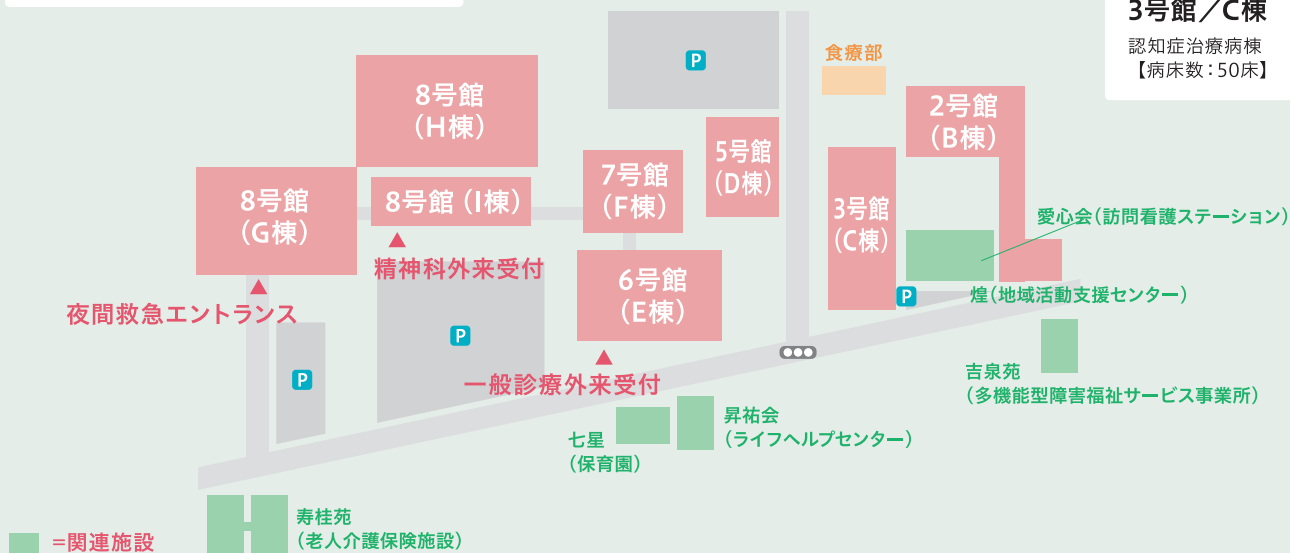 3号館／C棟
認知症治療病棟
【病床数：50床】
P
食療部
8号館
（H棟）
2号館
（B棟）
5号館
（D棟）
7号館
（F棟）
8号館
（G棟）
8号館（I棟）
3号館
（C棟）
愛心会（訪問看護ステーション）
精神科外来受付
6号館
（E棟）
P
煌（地域活動支援センター）
夜間救急エントランス
P
P
一般診療外来受付
吉泉苑
（多機能型障害福祉サービス事業所）
昇祐会
（ライフヘルプセンター）
七星
（保育園）
寿桂苑
（老人介護保険施設）
=関連施設